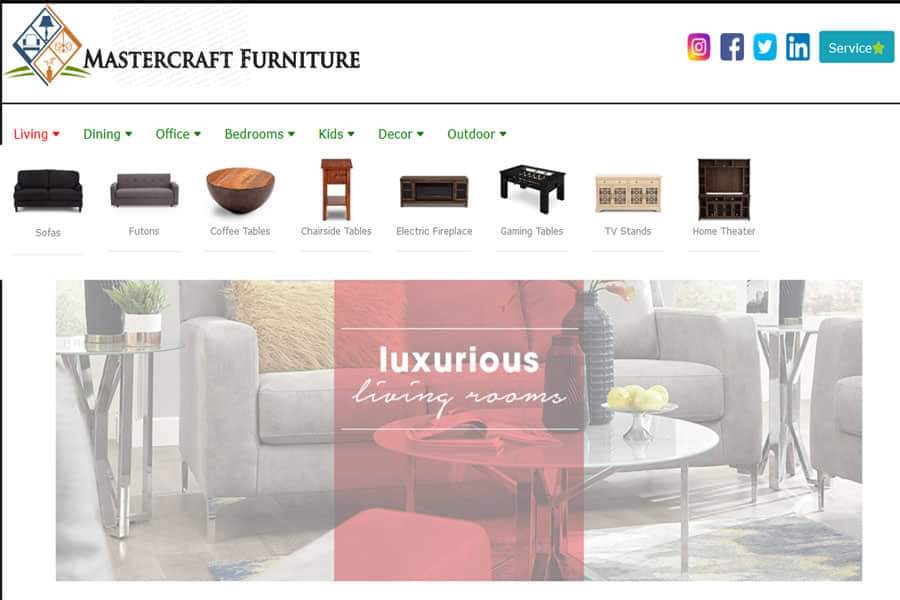 MASTERCRAFT FURNITURE
Service
Living Dining Office Bedrooms Kids Decor Outdoor
Sofas Futons Coffee Tables Chairside Tables Electric Fireplace Gaming Tables TV Stands Home Theater
luxurious
living rooms